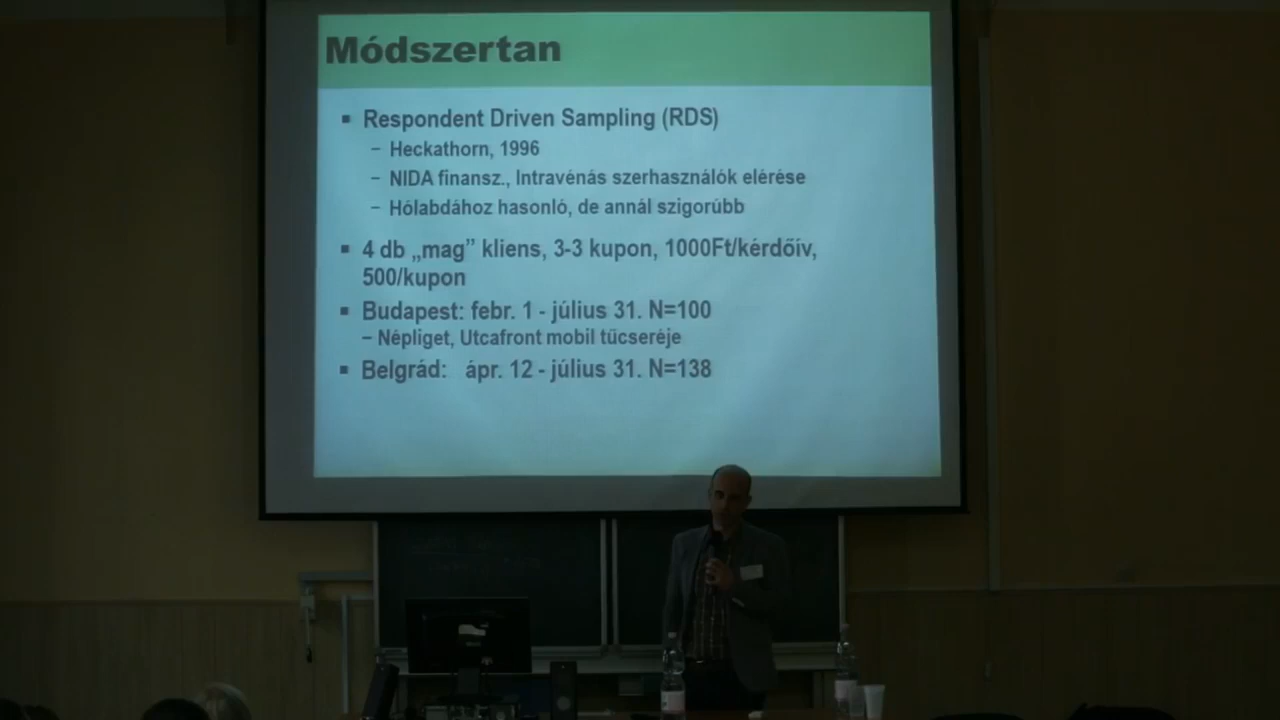 Módszertan
▪ Respondent Driven Sampling (RDS)
– Heckathorn, 1996
– NIDA finansz., Intravénás szerhasználók elérése
– Hólabdához hasonló, de annál szigorúbb
▪ 4 db „mag” kliens, 3-3 kupon, 1000Ft/kérdőív,
500/kupon
▪ Budapest: febr. 1 - július 31. N=100
– Népliget, Utcafront mobil tűcseréje
▪ Belgrád: ápr. 12 - július 31. N=138